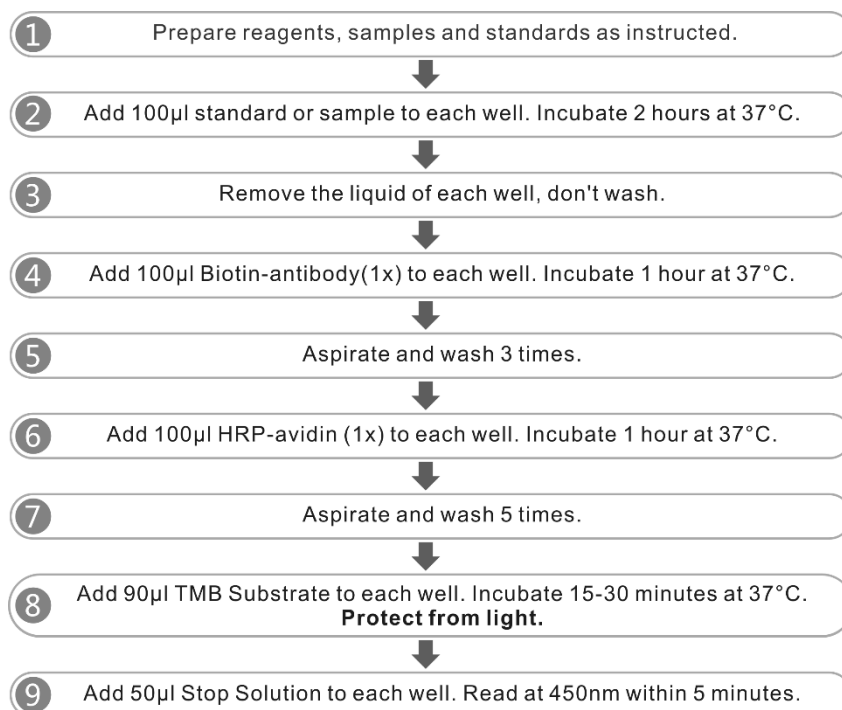 1 Prepare reagents, samples and standards as instructed.
2 Add 100μl standard or sample to each well. Incubate 2 hours at 37°C.
3 Remove the liquid of each well, don't wash.
4 Add 100μl Biotin-antibody(1x) to each well. Incubate 1 hour at 37°C.
5 Aspirate and wash 3 times.
6 Add 100μl HRP-avidin (1x) to each well. Incubate 1 hour at 37°C.
7 Aspirate and wash 5 times.
8 Add 90μl TMB Substrate to each well. Incubate 15-30 minutes at 37°C.
Protect from light.
9 Add 50μl Stop Solution to each well. Read at 450nm within 5 minutes.